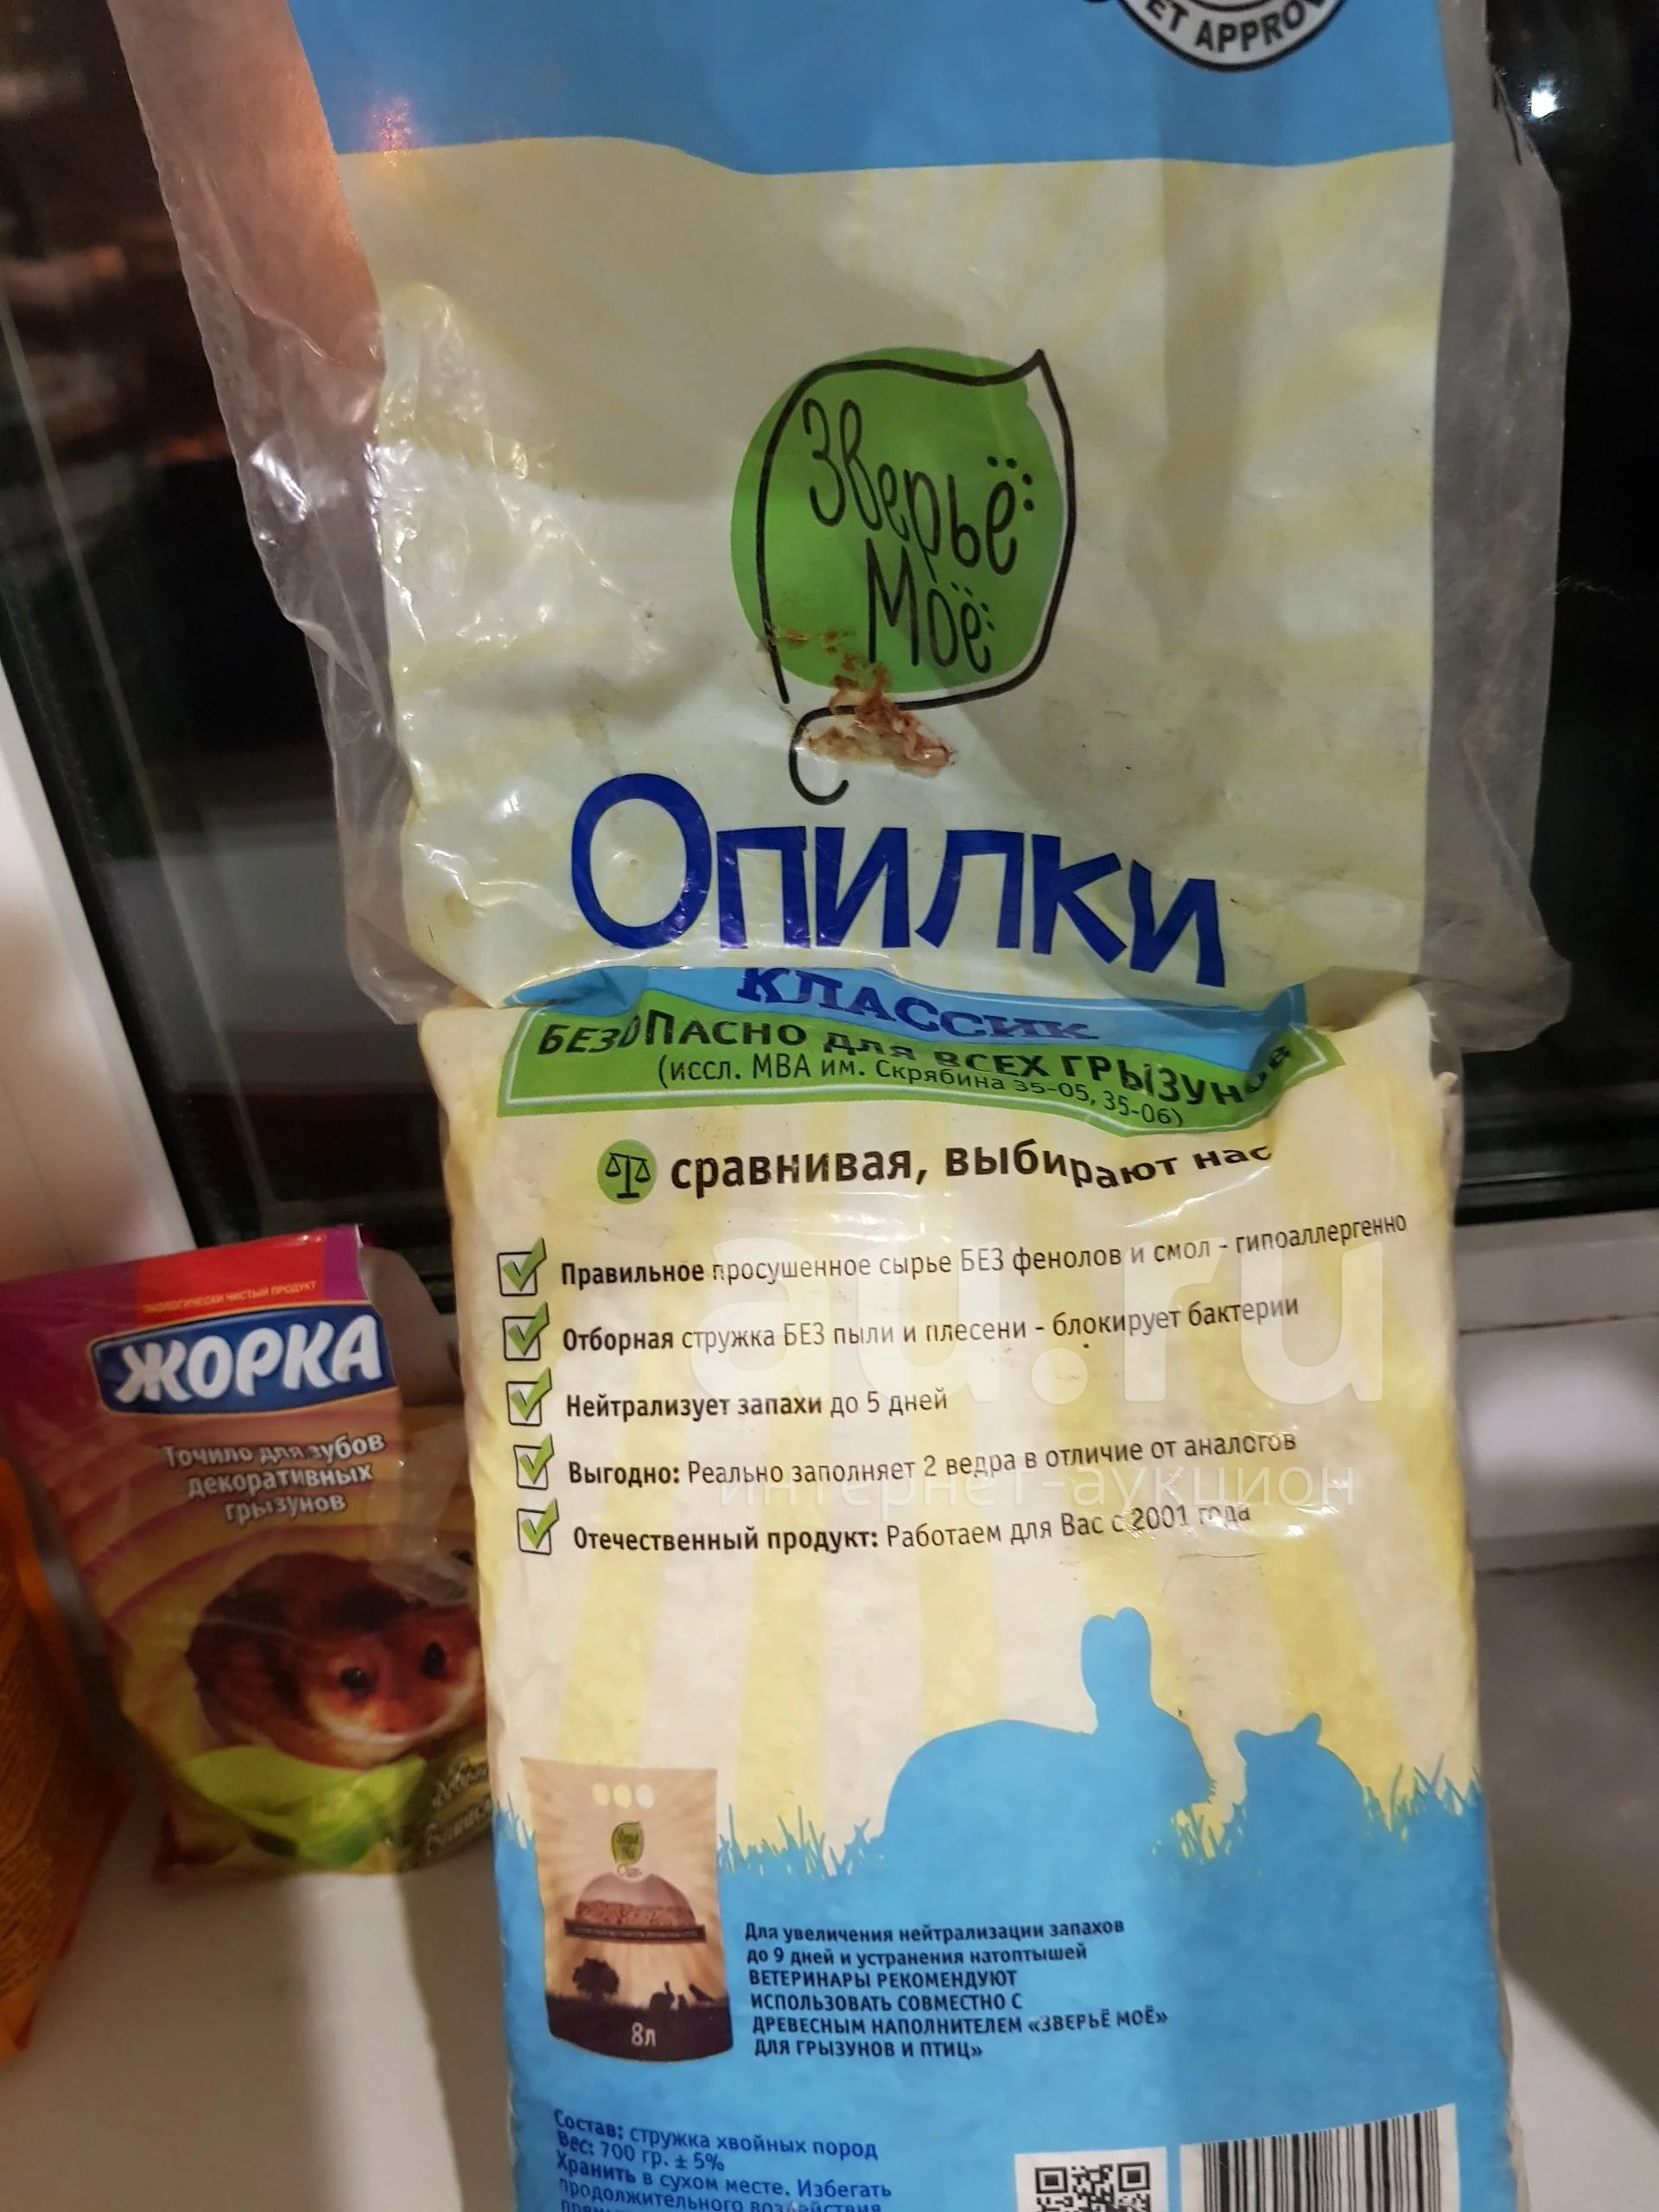 ET APPROV
Зверьё
Моё
Опилки
классик
БЕЗОПАСНО для ВСЕХ ГРЫЗУНОВ
(иссл. МВА им. Скрябина 35-05, 35-06)
сравнивая, выбирают нас
Правильное просушенное сырье БЕЗ фенолов и смол - гипоаллергенно
Отборная стружка БЕЗ пыли и плесени - блокирует бактерии
Нейтрализует запахи до 5 дней
Выгодно: Реально заполняет 2 ведра в отличие от аналогов
Отечественный продукт: Работаем для Вас с 2001 года
au.ru
интернет-аукцион
ЭКОЛОГИЧЕСКИ ЧИСТЫЙ ПРОДУКТ
ЖОРКА
Точило для зубов
декоративных
грызунов
8л
Для увеличения нейтрализации запахов
до 9 дней и устранения натоптышей
ВЕТЕРИНАРЫ РЕКОМЕНДУЮТ
ИСПОЛЬЗОВАТЬ СОВМЕСТНО С
ДРЕВЕСНЫМ НАПОЛНИТЕЛЕМ «ЗВЕРЬЁ МОЁ»
ДЛЯ ГРЫЗУНОВ И ПТИЦ»
Состав: стружка хвойных пород
Вес: 700 гр. ± 5%
Хранить в сухом месте. Избегать
продолжительного воздействия